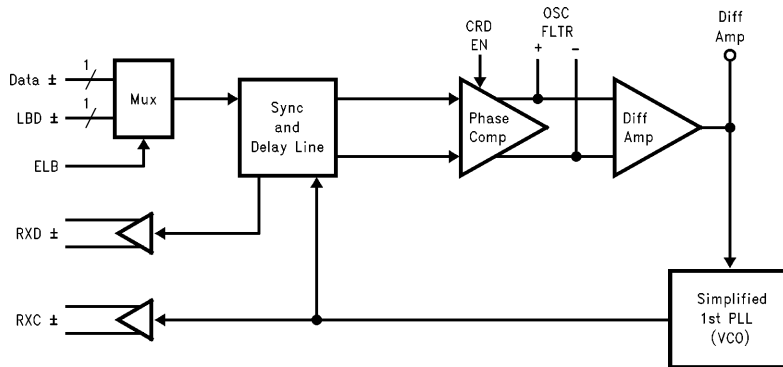 CRD
EN
OSC
FLTR
+ -
Diff
Amp
Data ±
1
LBD ±
1
ELB
Mux
Sync
and
Delay Line
Phase
Comp
Diff
Amp
RXD ±
RXC ±
Simplified
1st PLL
(VCO)